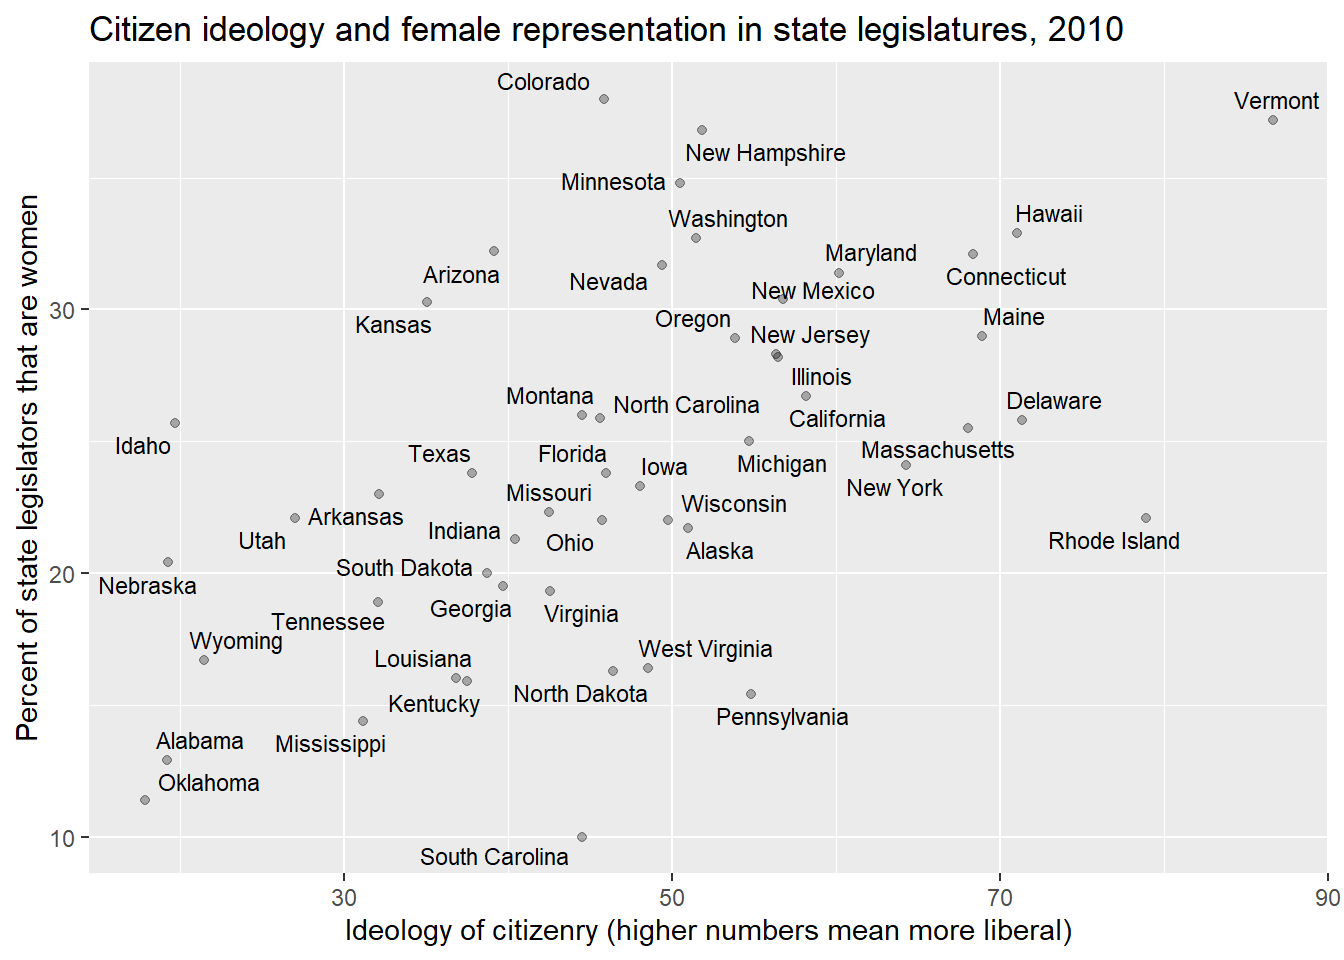 Citizen ideology and female representation in state legislatures, 2010
Colorado
Vermont
New Hampshire
Minnesota
Washington
Hawaii
Maryland
Arizona
Nevada
Connecticut
New Mexico
Kansas
Oregon
Maine
New Jersey
Illinois
Montana
North Carolina
Delaware
California
Idaho
Texas
Florida
Massachusetts
Iowa
Michigan
New York
Missouri
Wisconsin
Arkansas
Indiana
Utah
Ohio
Alaska
Rhode Island
South Dakota
Nebraska
Georgia
Virginia
Tennessee
Wyoming
West Virginia
Louisiana
North Dakota
Kentucky
Pennsylvania
Alabama
Mississippi
Oklahoma
South Carolina
30
20
10
Percent of state legislators that are women
30
50
70
90
Ideology of citizenry (higher numbers mean more liberal)